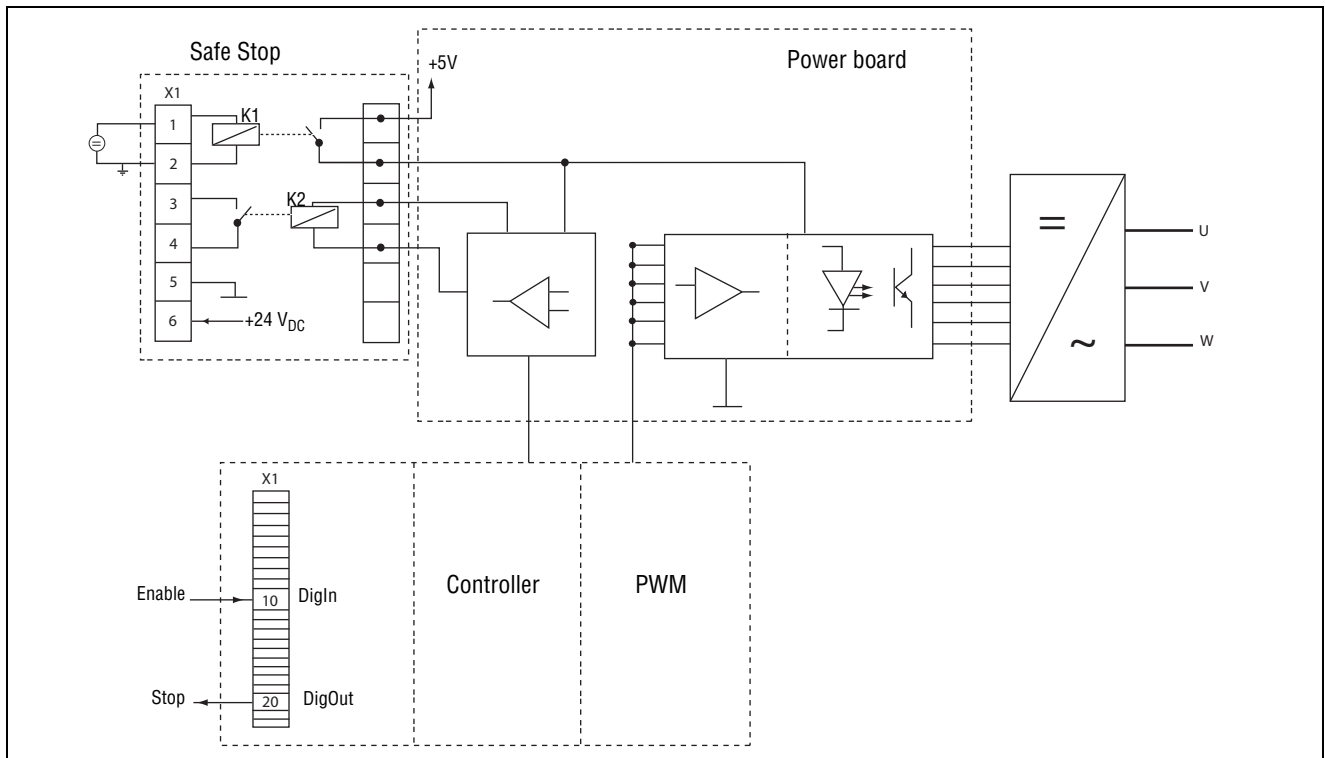 Safe Stop
+5V
Power board
X1
1
K1
2
3
K2
4
5
6
+24 VDC
=
~
U
V
W
X1
Enable
10
DigIn
Controller
PWM
Stop
20
DigOut